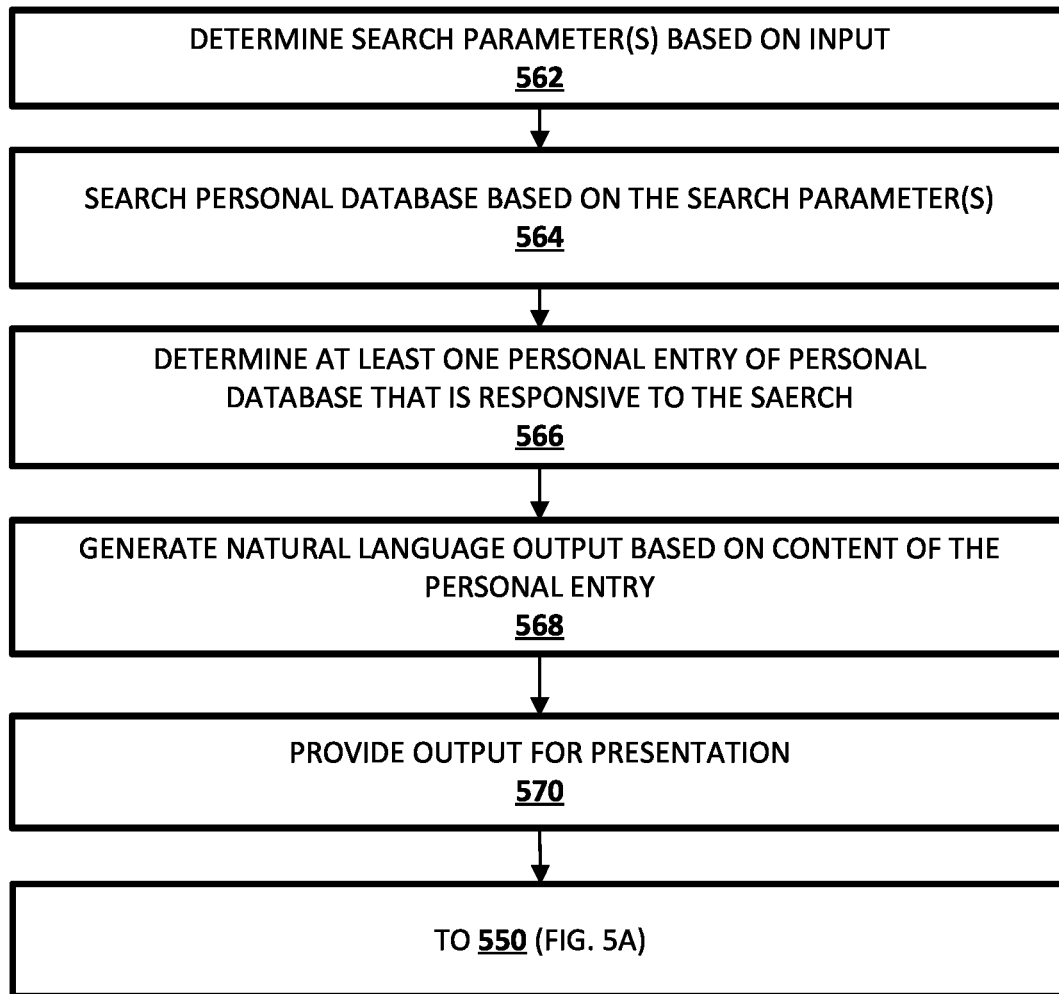 DETERMINE SEARCH PARAMETER(S) BASED ON INPUT
562
SEARCH PERSONAL DATABASE BASED ON THE SEARCH PARAMETER(S)
564
DETERMINE AT LEAST ONE PERSONAL ENTRY OF PERSONAL
DATABASE THAT IS RESPONSIVE TO THE SAERCH
566
GENERATE NATURAL LANGUAGE OUTPUT BASED ON CONTENT OF THE
PERSONAL ENTRY
568
PROVIDE OUTPUT FOR PRESENTATION
570
TO 550 (FIG. 5A)